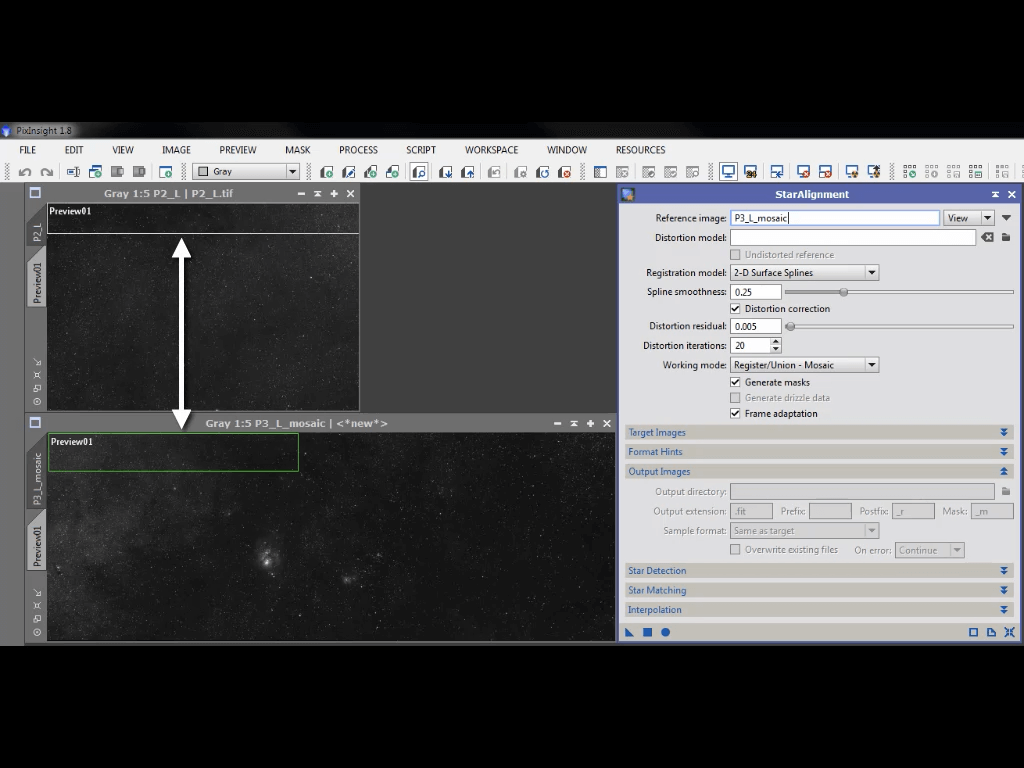 PixInsight 1.8
FILE EDIT VIEW IMAGE PREVIEW MASK PROCESS SCRIPT WORKSPACE WINDOW RESOURCES
Gray
Gray 1:5 P2_L | P2_L.tif
Preview01
P2_L
Preview01
Gray 1:5 P3_L_mosaic | <*new*>
Preview01
P3_L_mosaic
Preview01
StarAlignment
Reference image: P3_L_mosaic View
Distortion model:
Undistorted reference
Registration model: 2-D Surface Splines
Spline smoothness: 0.25
Distortion correction
Distortion residual: 0.005
Distortion iterations: 20
Working mode: Register/Union - Mosaic
Generate masks
Generate drizzle data
Frame adaptation
Target Images
Format Hints
Output Images
Output directory:
Output extension: .fit Prefix: Postfix: _r Mask: _m
Sample format: Same as target
Overwrite existing files On error: Continue
Star Detection
Star Matching
Interpolation